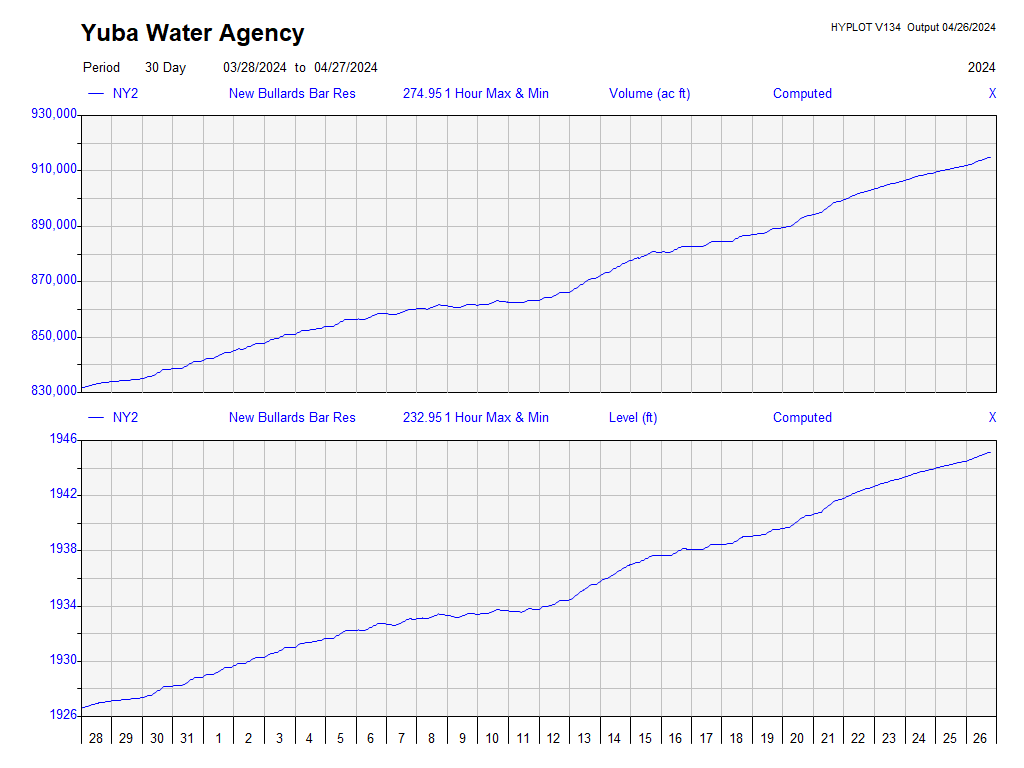 Yuba Water Agency
HYPLOT V134 Output 04/26/2024
Period 30 Day 03/28/2024 to 04/27/2024 2024
NY2 New Bullards Bar Res 274.95 1 Hour Max & Min Volume (ac ft) Computed X
930,000
910,000
890,000
870,000
850,000
830,000
NY2 New Bullards Bar Res 232.95 1 Hour Max & Min Level (ft) Computed X
1946
1942
1938
1934
1930
1926
28 29 30 31 1 2 3 4 5 6 7 8 9 10 11 12 13 14 15 16 17 18 19 20 21 22 23 24 25 26